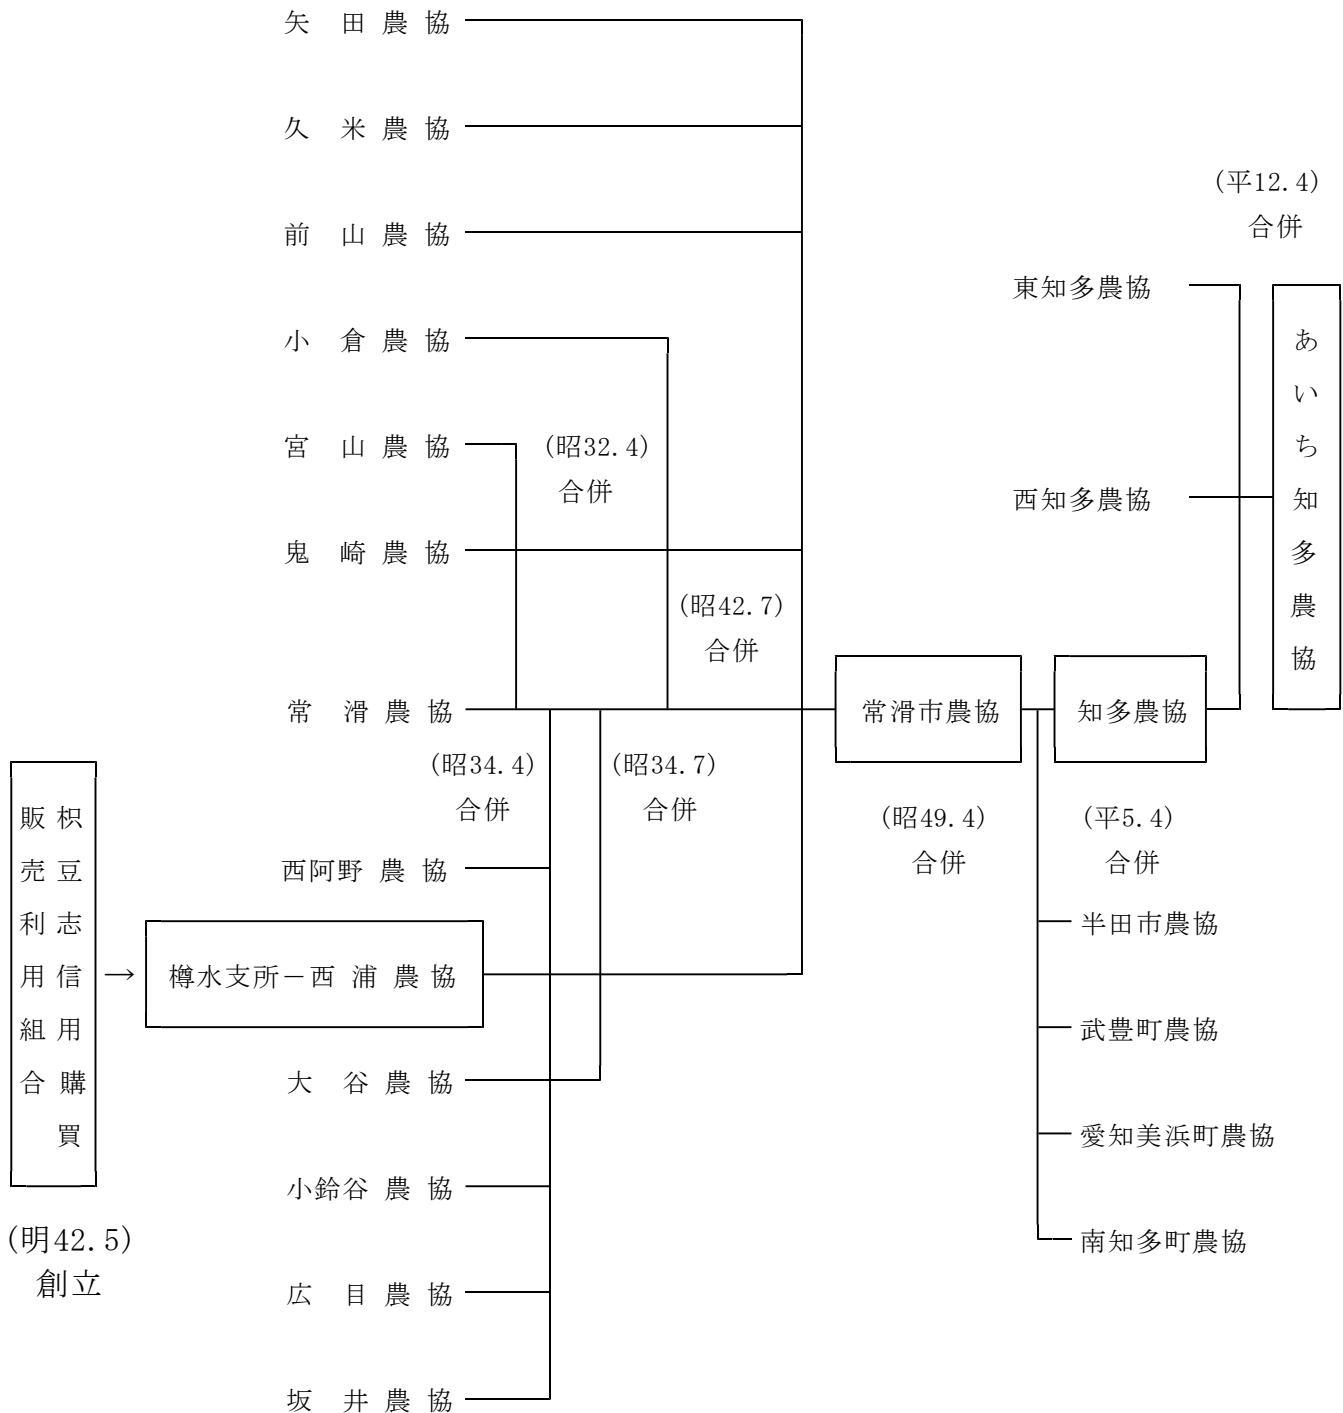 矢田農協
久米農協
前山農協
小倉農協
宮山農協
(昭32.4)
合併
鬼崎農協
(昭42.7)
合併
常滑農協
(昭34.4)
合併
(昭34.7)
合併
西阿野農協
枳豆志信用購買
販売利用組合
(明42.5)
創立
→
樽水支所－西浦農協
大谷農協
小鈴谷農協
広目農協
坂井農協
常滑市農協
(昭49.4)
合併
知多農協
(平5.4)
合併
半田市農協
武豊町農協
愛知美浜町農協
南知多町農協
(平12.4)
合併
東知多農協
西知多農協
あいち知多農協